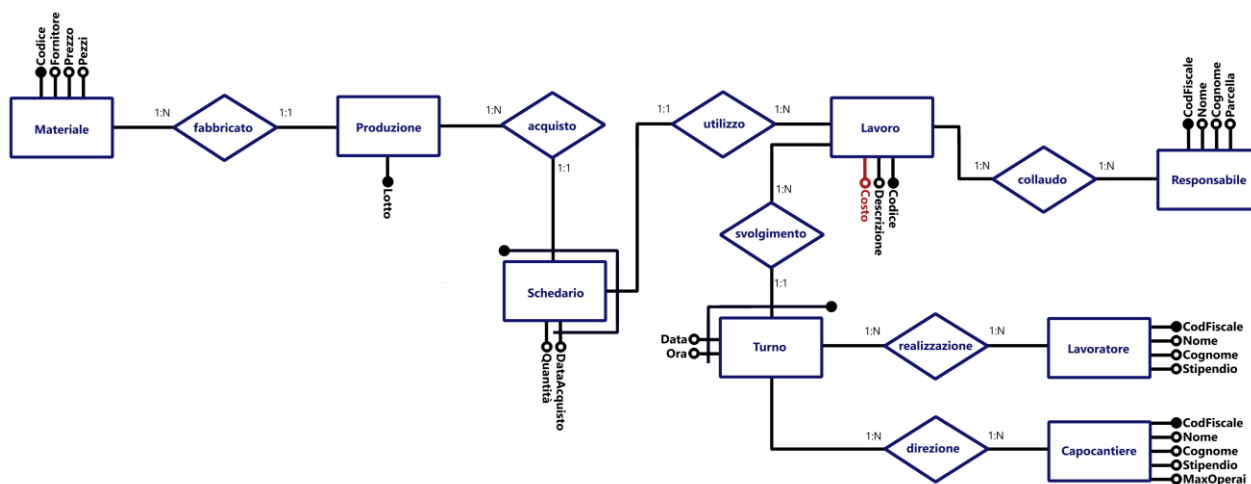 Codice
Fornitore
Prezzo
Pezzi
Materiale
1:N
fabbricato
1:1
Produzione
Lotto
1:N
acquisto
1:1
Schedario
Quantità
DataAcquisto
1:1
utilizzo
1:N
Lavoro
Costo
Descrizione
Codice
1:N
collaudo
1:N
CodFiscale
Nome
Cognome
Parcella
Responsabile
1:N
svolgimento
1:1
Data
Ora
Turno
1:N
realizzazione
1:N
Lavoratore
CodFiscale
Nome
Cognome
Stipendio
1:N
direzione
1:N
Capocantiere
CodFiscale
Nome
Cognome
Stipendio
MaxOperai